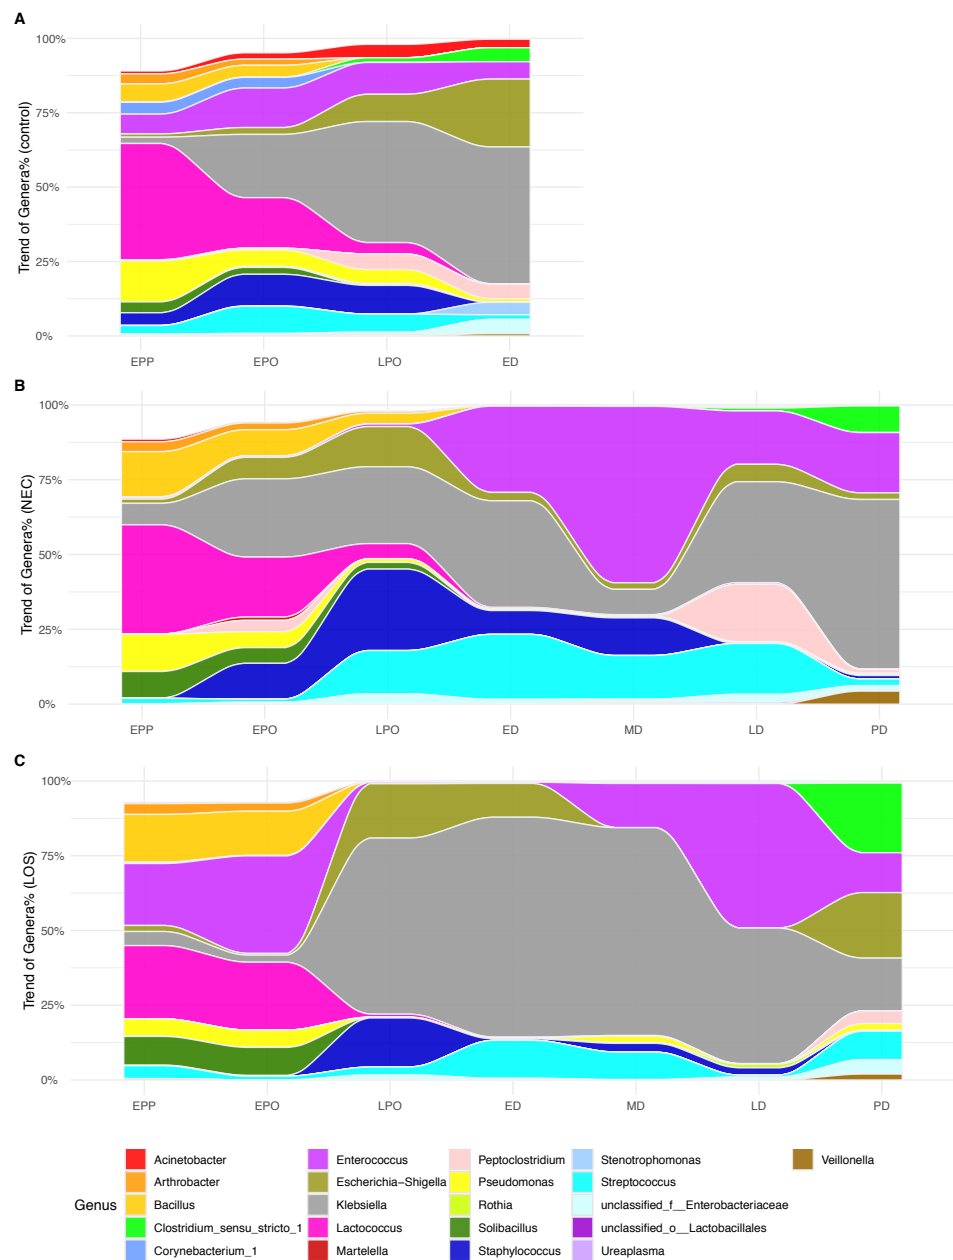 A
Trend of Genera% (control)
100%
75%
50%
25%
0%
EPP EPO LPO ED
B
Trend of Genera% (NEC)
100%
75%
50%
25%
0%
EPP EPO LPO ED MD LD PD
C
Trend of Genera% (LOS)
100%
75%
50%
25%
0%
EPP EPO LPO ED MD LD PD
Genus
Acinetobacter
Arthrobacter
Bacillus
Clostridium_sensu_stricto_1
Corynebacterium_1
Enterococcus
Escherichia−Shigella
Klebsiella
Lactococcus
Martelella
Peptoclostridium
Pseudomonas
Rothia
Solibacillus
Staphylococcus
Stenotrophomonas
Streptococcus
unclassified_f__Enterobacteriaceae
unclassified_o__Lactobacillales
Ureaplasma
Veillonella